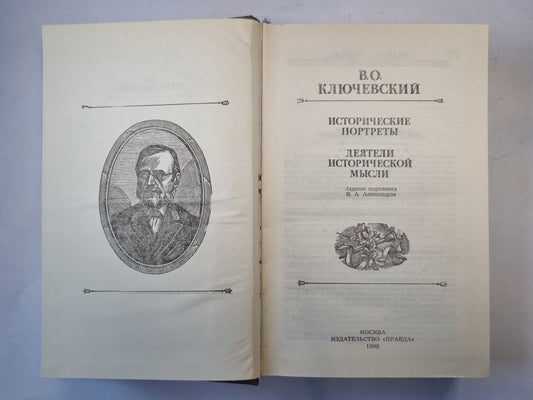 В.О.
КЛЮЧЕВСКИЙ
ИСТОРИЧЕСКИЕ
ПОРТРЕТЫ
ДЕЯТЕЛИ
ИСТОРИЧЕСКОЙ
МЫСЛИ
Издание подготовил
В. А. Александров
МОСКВА
ИЗДАТЕЛЬСТВО «ПРАВДА»
1990